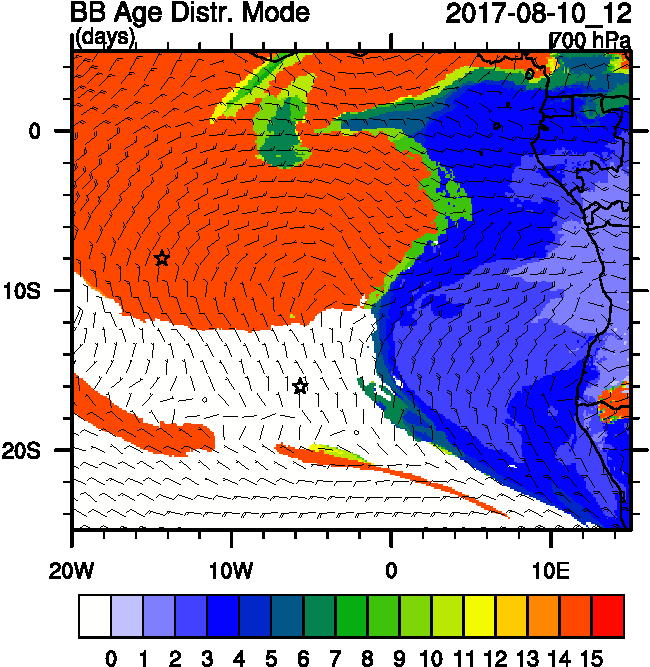 BB Age Distr. Mode 2017-08-10_12
(days) 700 hPa
0
10S
20S
20W 10W 0 10E
0 1 2 3 4 5 6 7 8 9 10 11 12 13 14 15